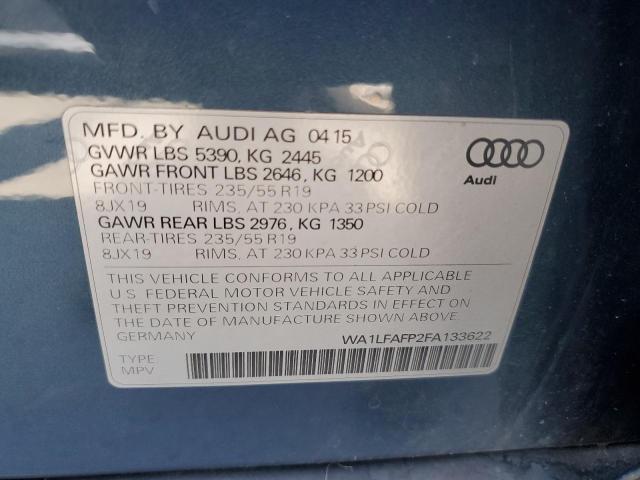 MFD. BY AUDI AG 04 15
GVWR LBS 5390, KG 2445
GAWR FRONT LBS 2646, KG 1200
FRONT-TIRES 235/55 R19
8JX19 RIMS, AT 230 KPA 33 PSI COLD
GAWR REAR LBS 2976, KG 1350
REAR-TIRES 235/55 R19
8JX19 RIMS, AT 230 KPA 33 PSI COLD
Audi
THIS VEHICLE CONFORMS TO ALL APPLICABLE
U.S. FEDERAL MOTOR VEHICLE SAFETY AND
THEFT PREVENTION STANDARDS IN EFFECT ON
THE DATE OF MANUFACTURE SHOWN ABOVE.
GERMANY WA1LFAFP2FA133622
TYPE
MPV